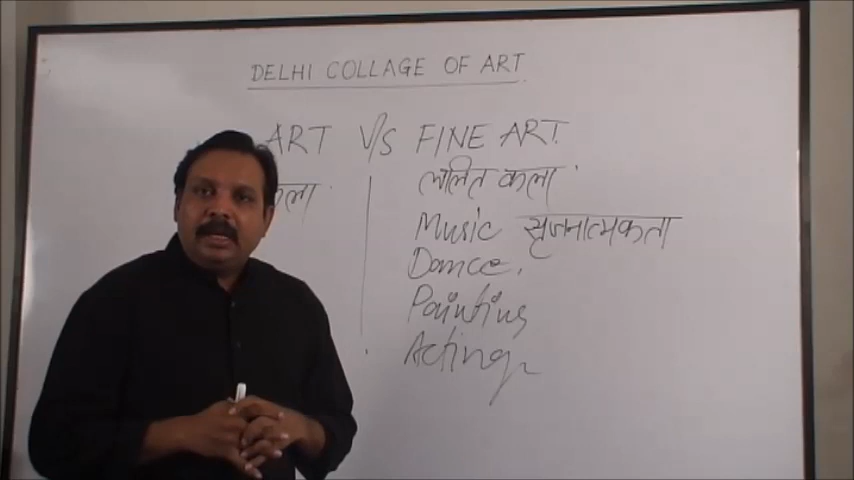 DELHI COLLAGE OF ART
ART V/S FINE ART
कला ललित कला
Music सृजनात्मकता
Dance
Painting
Acting